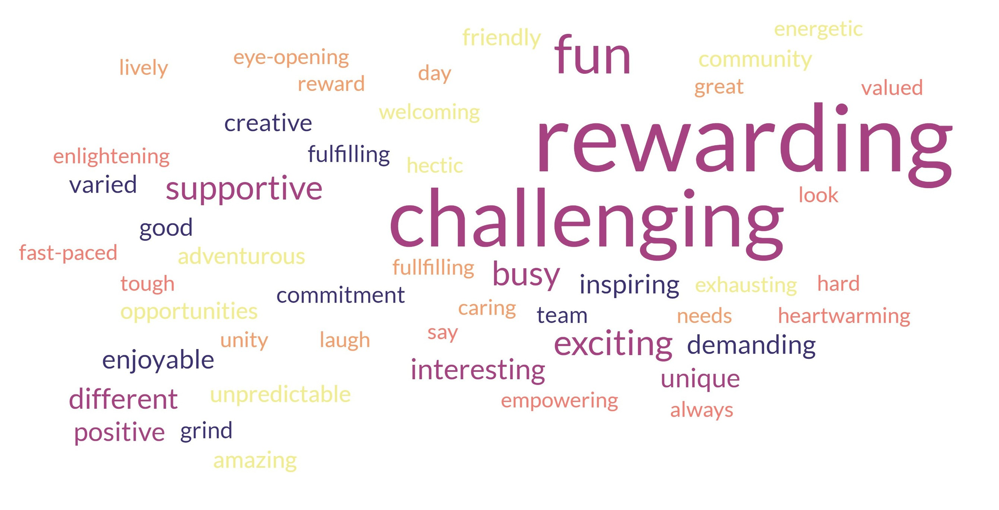 energetic
friendly
fun
community
eye-opening
lively
day
reward
great
valued
welcoming
creative
rewarding
enlightening
fulfilling
hectic
varied
supportive
look
challenging
good
fast-paced
adventurous
fullfilling
busy
tough
inspiring
exhausting
hard
commitment
opportunities
caring
team
needs
heartwarming
unity
laugh
say
exciting
demanding
enjoyable
interesting
unique
different
unpredictable
empowering
always
positive
grind
amazing